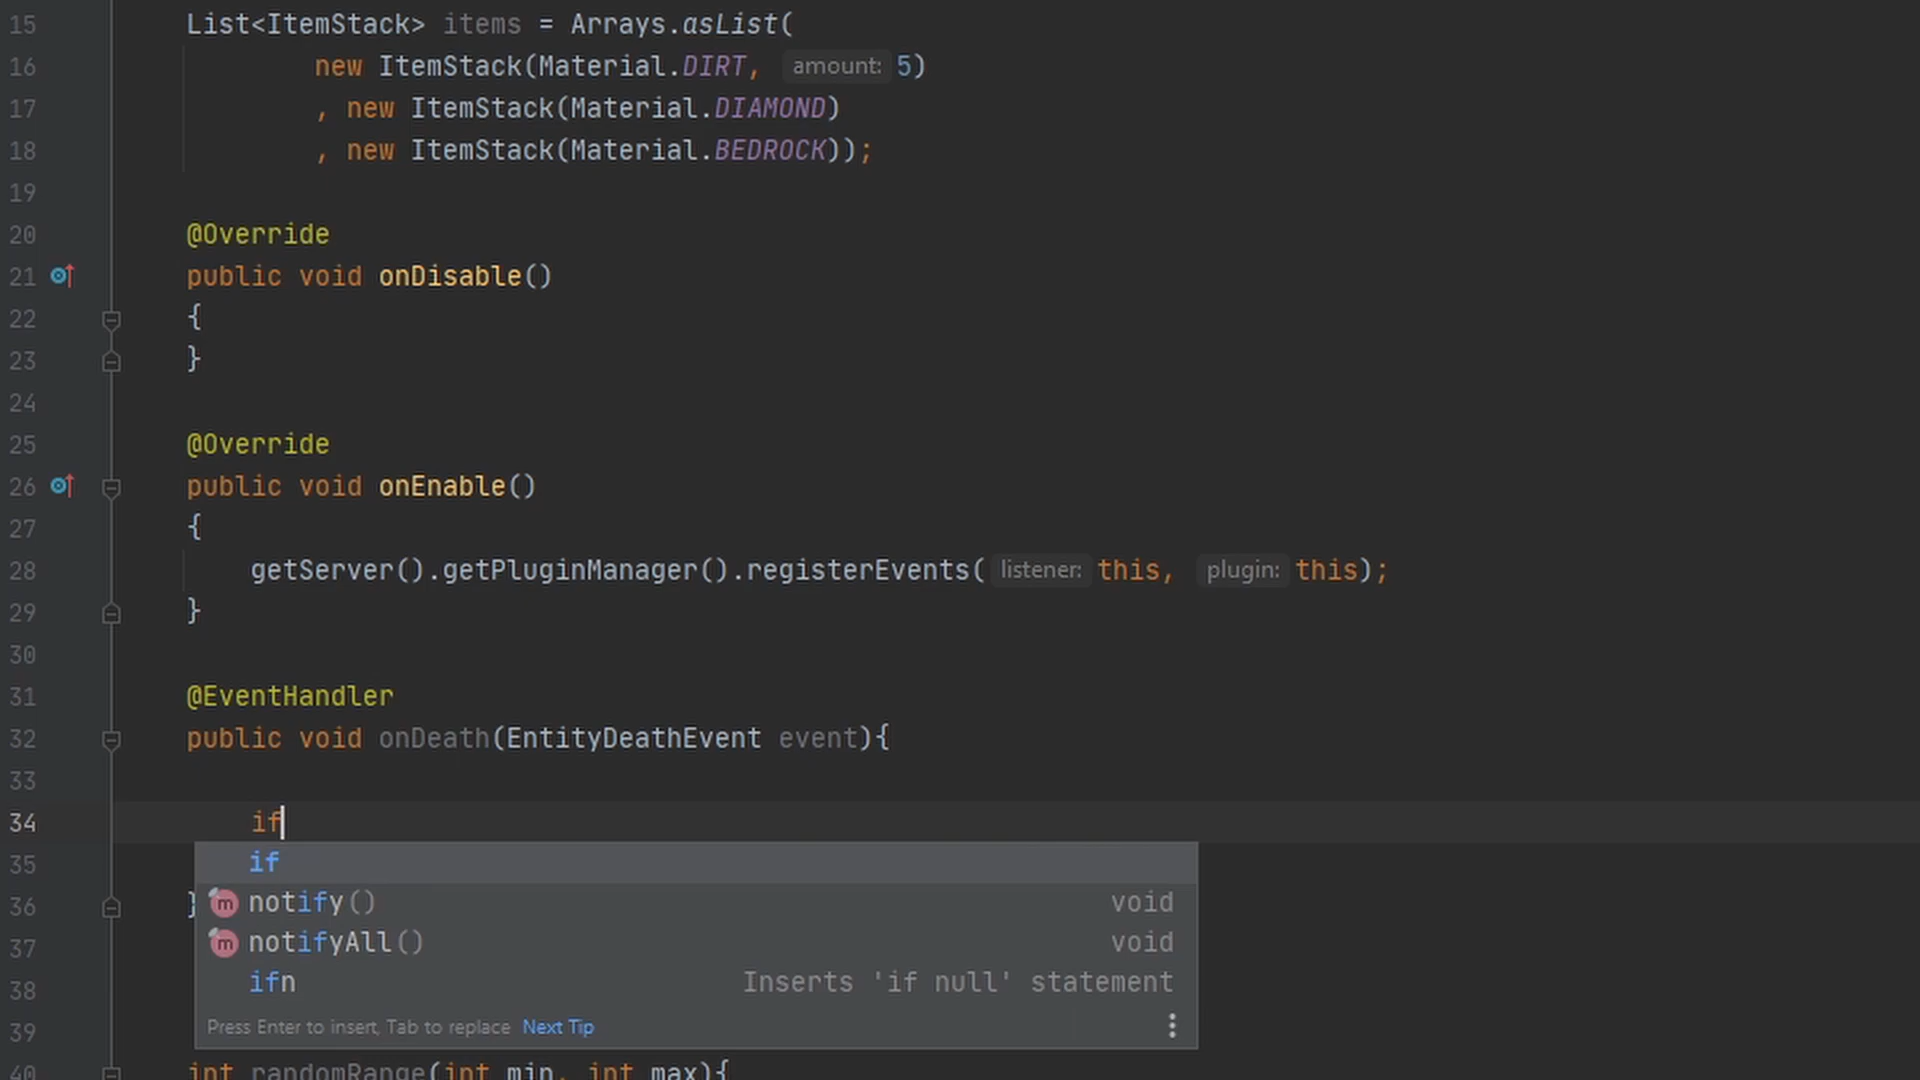 15 List<ItemStack> items = Arrays.asList(
16 new ItemStack(Material.DIRT, amount: 5)
17 , new ItemStack(Material.DIAMOND)
18 , new ItemStack(Material.BEDROCK));
19
20 @Override
21 public void onDisable()
22 {
23 }
24
25 @Override
26 public void onEnable()
27 {
28 getServer().getPluginManager().registerEvents( listener: this, plugin: this);
29 }
30
31 @EventHandler
32 public void onDeath(EntityDeathEvent event){
33
34 if
35 if
36 } m notify() void
37 m notifyAll() void
38 ifn Inserts 'if null' statement
39 Press Enter to insert, Tab to replace Next Tip
40 int randomRange(int min, int max){